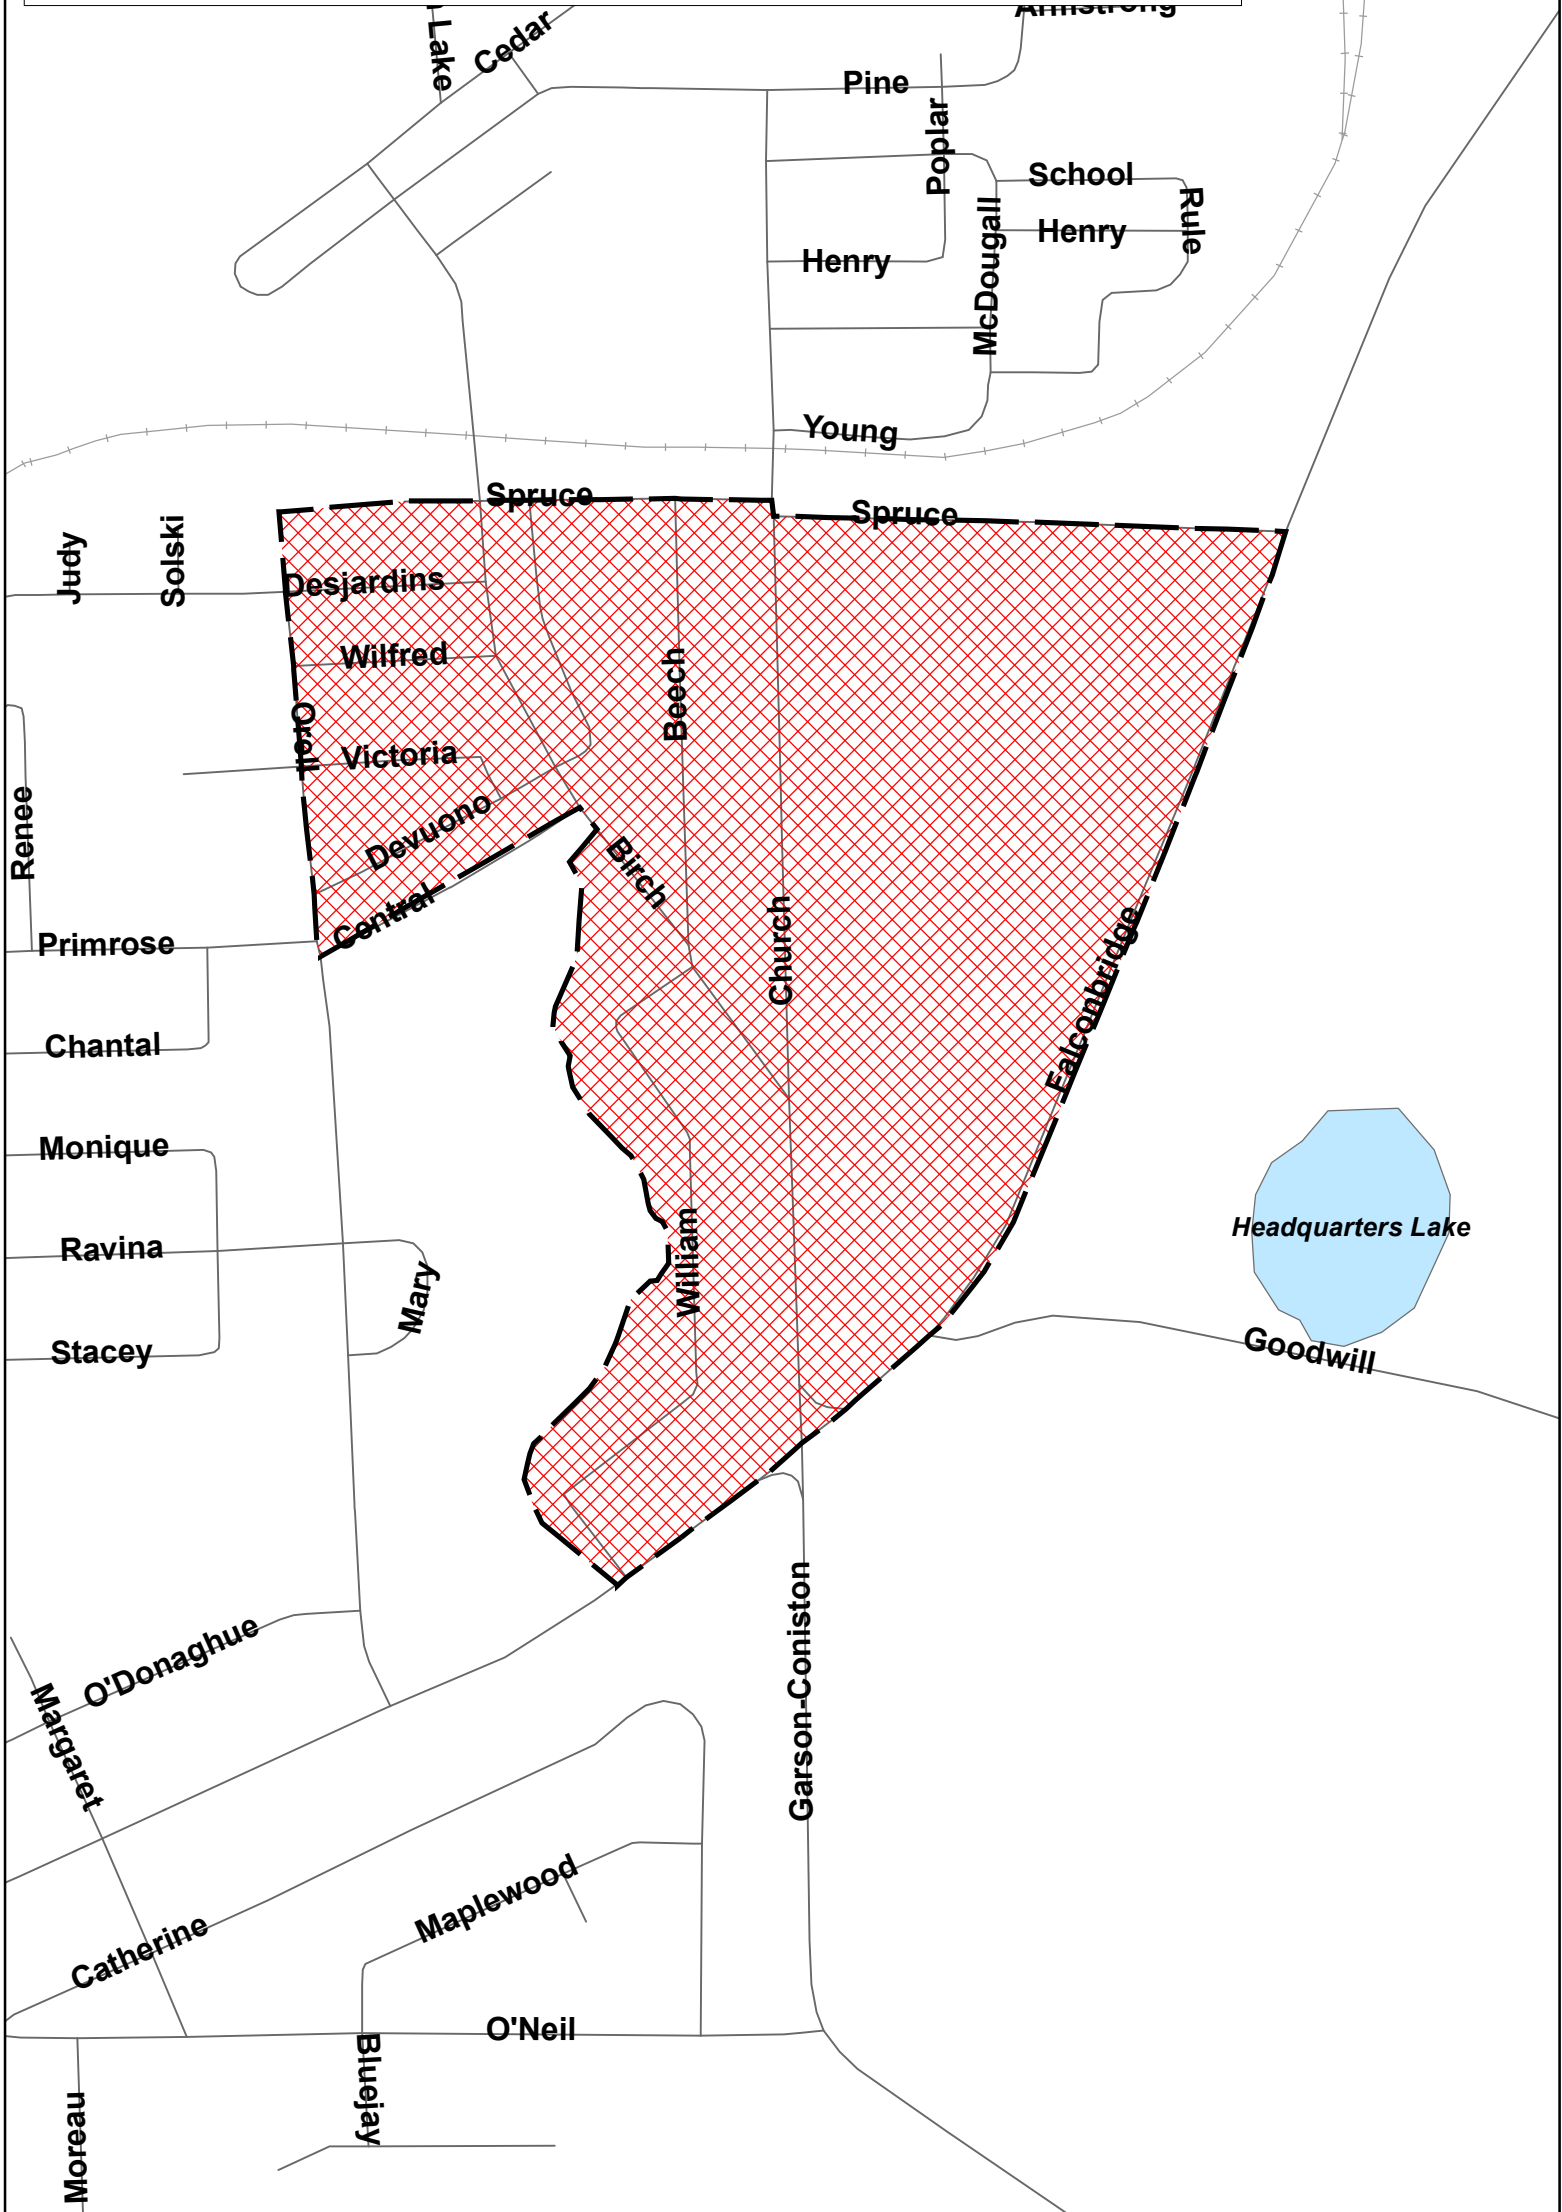 Lake
Cedar
Armstrong
Pine
Poplar
School
Rule
Henry
McDougall
Henry
Young
Spruce
Spruce
Judy
Solski
Desjardins
Wilfred
Beech
Orell
Victoria
Renee
Devuono
Birch
Central
Church
Falconbridge
Primrose
Chantal
Monique
Headquarters Lake
Ravina
William
Mary
Goodwill
Stacey
Garson-Coniston
O'Donaghue
Margaret
Maplewood
Catherine
O'Neil
Bluejay
Moreau